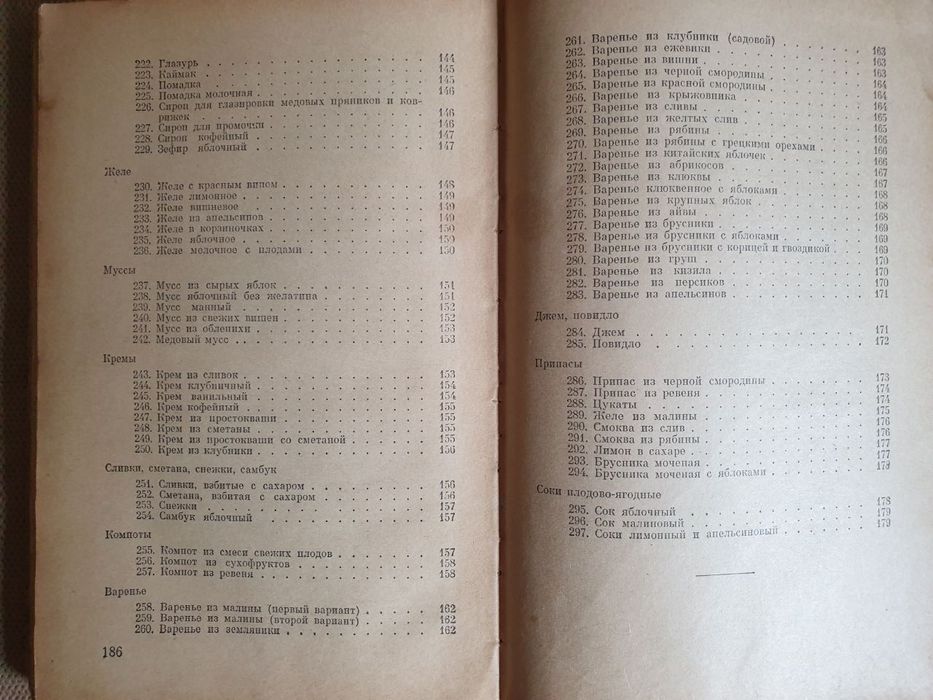 222. Глазурь . . . . . . . . . . . . . . . 144
223. Каймак . . . . . . . . . . . . . . . 145
224. Помадка . . . . . . . . . . . . . . . 145
225. Помадка молочная . . . . . . . . . . . 146
226. Сироп для глазировки медовых пряников и ков-
рижек . . . . . . . . . . . . . . . 146
227. Сироп для промочки . . . . . . . . . . 146
228. Сироп кофейный . . . . . . . . . . . 147
229. Зефир яблочный . . . . . . . . . . . 147
Желе
230. Желе с красным вином . . . . . . . . . 148
231. Желе лимонное . . . . . . . . . . . . 149
232. Желе вишневое . . . . . . . . . . . . 149
233. Желе из апельсинов . . . . . . . . . . 149
234. Желе в корзиночках . . . . . . . . . . 150
235. Желе яблочное . . . . . . . . . . . . 150
236. Желе молочное с плодами . . . . . . . . 150
Муссы
237. Мусс из сырых яблок . . . . . . . . . 151
238. Мусс яблочный без желатина . . . . . . . 151
239. Мусс манный . . . . . . . . . . . . 152
240. Мусс из свежих вишен . . . . . . . . . 152
241. Мусс из облепихи . . . . . . . . . . . 153
242. Медовый мусс . . . . . . . . . . . . 153
Кремы
243. Крем из сливок . . . . . . . . . . . . 153
244. Крем клубничный . . . . . . . . . . . 154
245. Крем ванильный . . . . . . . . . . . 154
246. Крем кофейный . . . . . . . . . . . . 155
247. Крем из простокваши . . . . . . . . . 155
248. Крем из сметаны . . . . . . . . . . . 155
249. Крем из простокваши со сметаной . . . . . 155
250. Крем из клубники . . . . . . . . . . . 156
Сливки, сметана, снежки, самбук
251. Сливки, взбитые с сахаром . . . . . . . . 156
252. Сметана, взбитая с сахаром . . . . . . . 156
253. Снежки . . . . . . . . . . . . . . . 157
254. Самбук яблочный . . . . . . . . . . . 157
Компоты
255. Компот из смеси свежих плодов . . . . . . 157
256. Компот из сухофруктов . . . . . . . . . 158
257. Компот из ревеня . . . . . . . . . . . 158
Варенье
258. Варенье из малины (первый вариант) . . . . 162
259. Варенье из малины (второй вариант) . . . . 162
260. Варенье из земляники . . . . . . . . . 162
186
261. Варенье из клубники (садовой) . . . . . .
262. Варенье из ежевики . . . . . . . . . . 163
263. Варенье из вишни . . . . . . . . . . . 163
264. Варенье из черной смородины . . . . . . 163
265. Варенье из красной смородины . . . . . . 164
266. Варенье из крыжовника . . . . . . . . 164
267. Варенье из сливы . . . . . . . . . . . 164
268. Варенье из желтых слив . . . . . . . . 165
269. Варенье из рябины . . . . . . . . . . 165
270. Варенье из рябины с грецкими орехами . . . 166
271. Варенье из китайских яблочек . . . . . . 166
272. Варенье из абрикосов . . . . . . . . . 166
273. Варенье из клюквы . . . . . . . . . . 167
274. Варенье клюквенное с яблоками . . . . . 167
275. Варенье из крупных яблок . . . . . . . 168
276. Варенье из айвы . . . . . . . . . . . 168
277. Варенье из брусники . . . . . . . . . 168
278. Варенье из брусники с яблоками . . . . . 169
279. Варенье из брусники с корицей и гвоздикой . 169
280. Варенье из груш . . . . . . . . . . . 170
281. Варенье из кизила . . . . . . . . . . 170
282. Варенье из персиков . . . . . . . . . 170
283. Варенье из апельсинов . . . . . . . . . 171
Джем, повидло
284. Джем . . . . . . . . . . . . . . . 171
285. Повидло . . . . . . . . . . . . . . 172
Припасы
286. Припас из черной смородины . . . . . . . 173
287. Припас из ревеня . . . . . . . . . . . 174
288. Цукаты . . . . . . . . . . . . . . . 174
289. Желе из малины . . . . . . . . . . . 175
290. Смоква из слив . . . . . . . . . . . . 176
291. Смоква из рябины . . . . . . . . . . . 176
292. Лимон в сахаре . . . . . . . . . . . . 177
293. Брусника моченая . . . . . . . . . . . 177
294. Брусника моченая с яблоками . . . . . . 178
Соки плодово-ягодные
295. Сок яблочный . . . . . . . . . . . . 178
296. Сок малиновый . . . . . . . . . . . . 179
297. Соки лимонный и апельсиновый . . . . . . 179